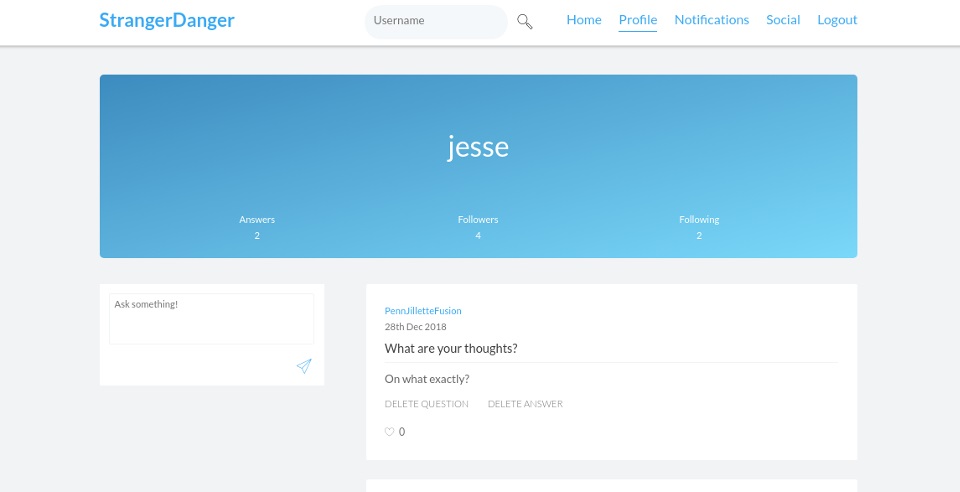 StrangerDanger
Username
Home Profile Notifications Social Logout
jesse
Answers Followers Following
2 4 2
Ask something!
PennJilletteFusion
28th Dec 2018
What are your thoughts?
On what exactly?
DELETE QUESTION DELETE ANSWER
0